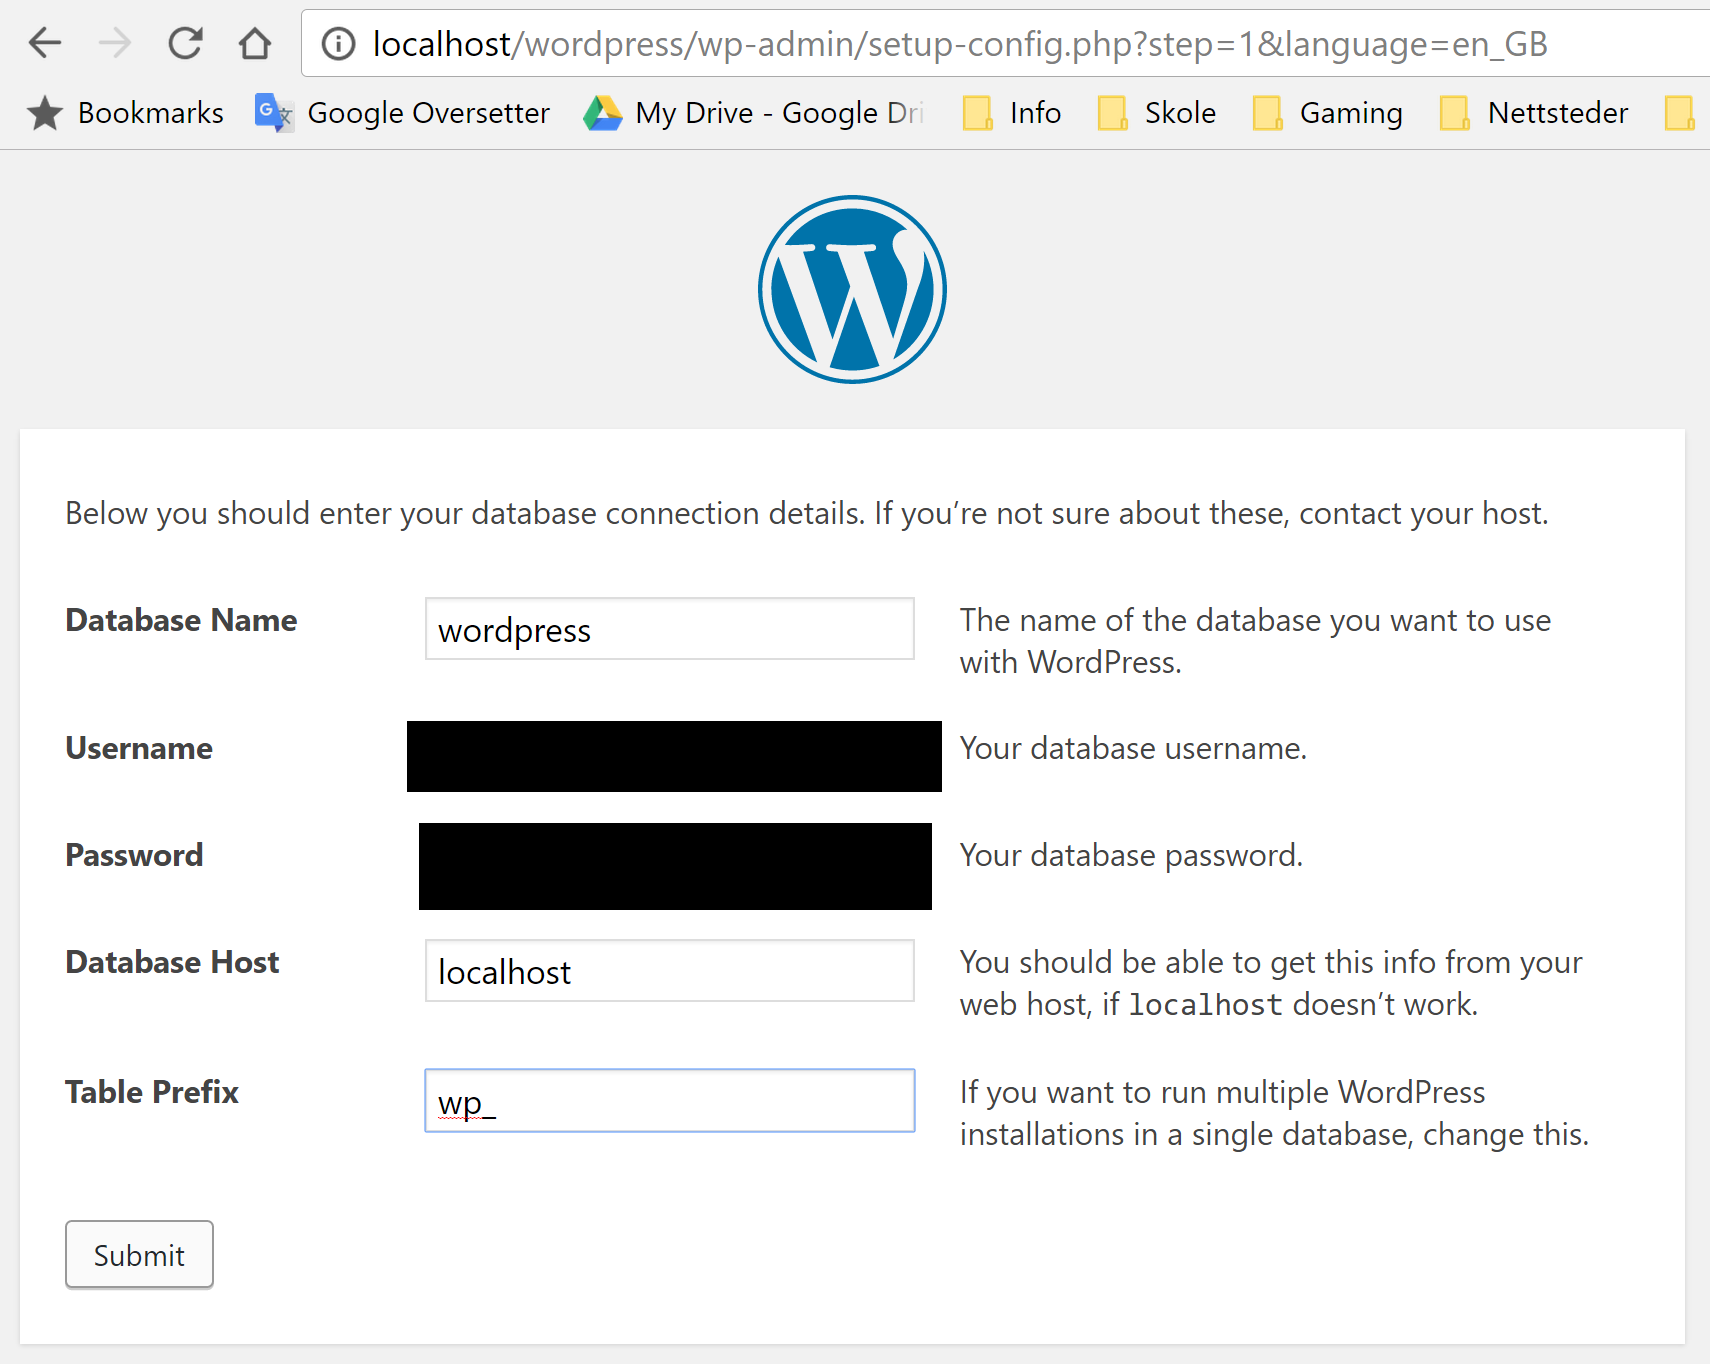 localhost/wordpress/wp-admin/setup-config.php?step=1&language=en_GB
Bookmarks Google Oversetter My Drive - Google Dri Info Skole Gaming Nettsteder
Below you should enter your database connection details. If you’re not sure about these, contact your host.
Database Name wordpress The name of the database you want to use
with WordPress.
Username Your database username.
Password Your database password.
Database Host localhost You should be able to get this info from your
web host, if localhost doesn’t work.
Table Prefix wp_ If you want to run multiple WordPress
installations in a single database, change this.
Submit